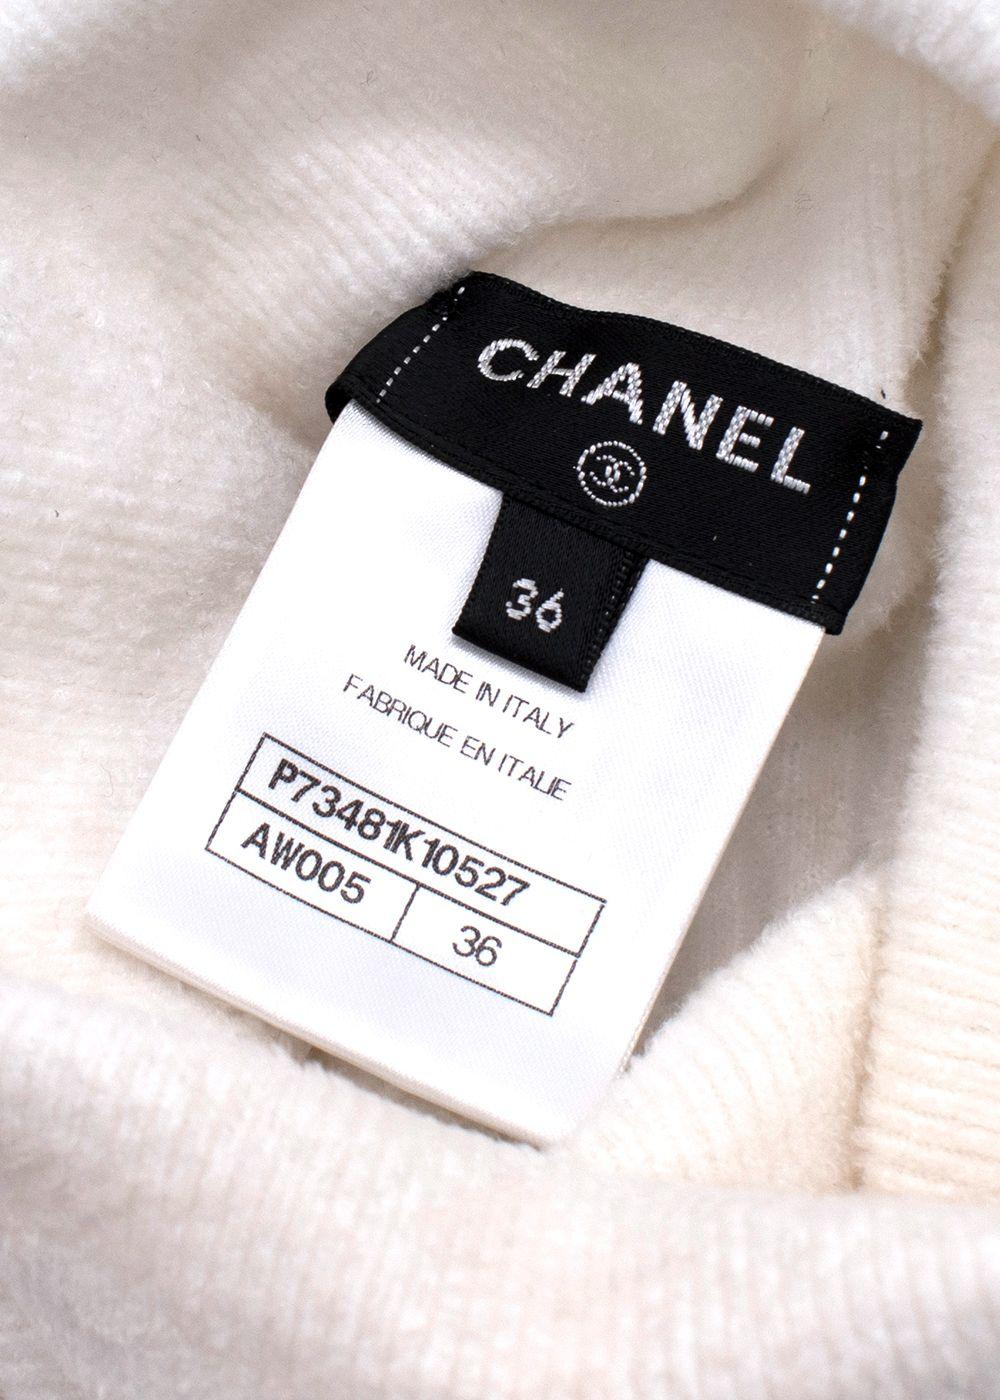 CHANEL
36
MADE IN ITALY
FABRIQUE EN ITALIE
P73481K10527
AW005 36